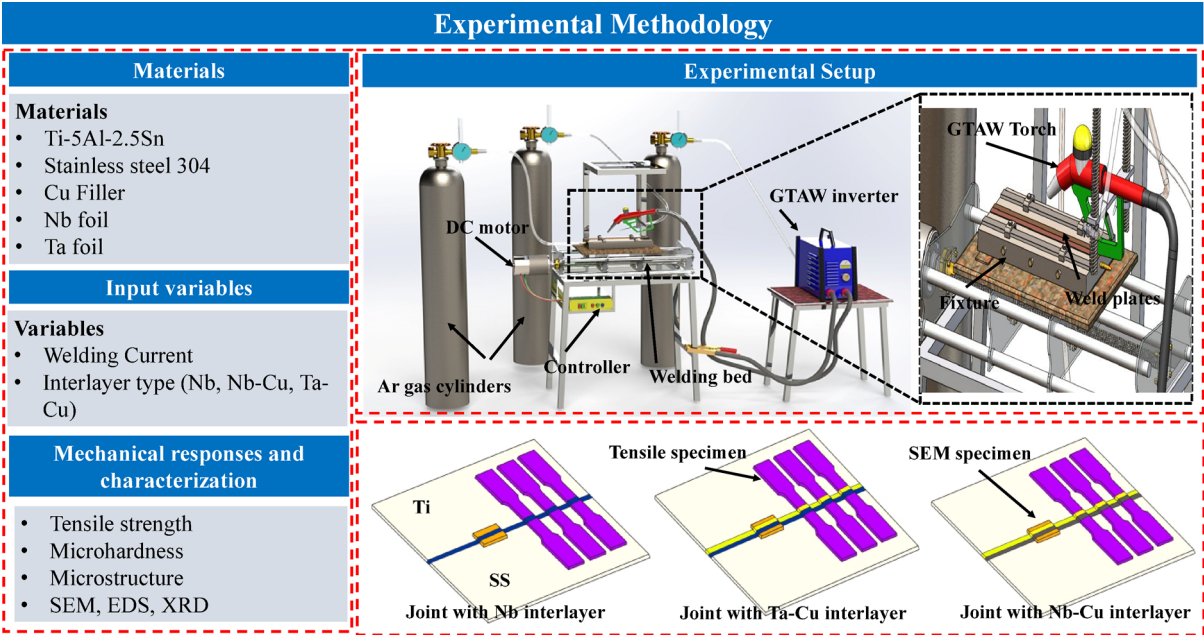 Experimental Methodology
Materials
Materials
• Ti-5Al-2.5Sn
• Stainless steel 304
• Cu Filler
• Nb foil
• Ta foil
Input variables
Variables
• Welding Current
• Interlayer type (Nb, Nb-Cu, Ta-
Cu)
Mechanical responses and
characterization
• Tensile strength
• Microhardness
• Microstructure
• SEM, EDS, XRD
Experimental Setup
DC motor
Ar gas cylinders
Controller
Welding bed
GTAW inverter
GTAW Torch
Fixture
Weld plates
Ti
SS
Joint with Nb interlayer
Tensile specimen
Joint with Ta-Cu interlayer
SEM specimen
Joint with Nb-Cu interlayer